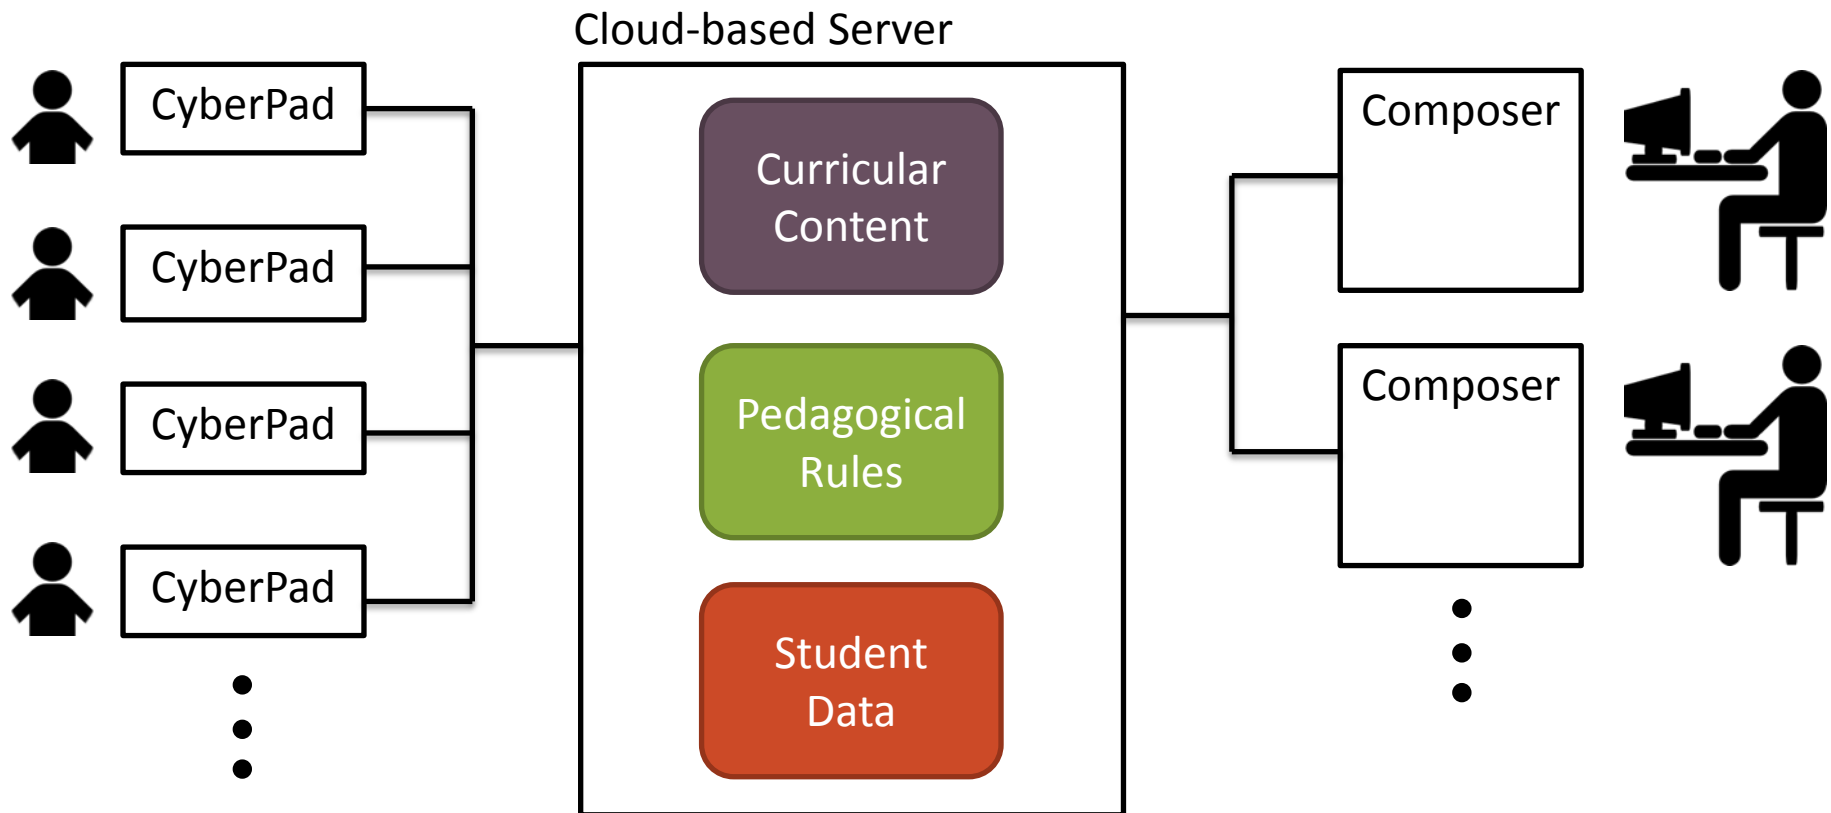 Cloud-based Server
CyberPad
CyberPad
CyberPad
CyberPad
Curricular
Content
Pedagogical
Rules
Student
Data
Composer
Composer